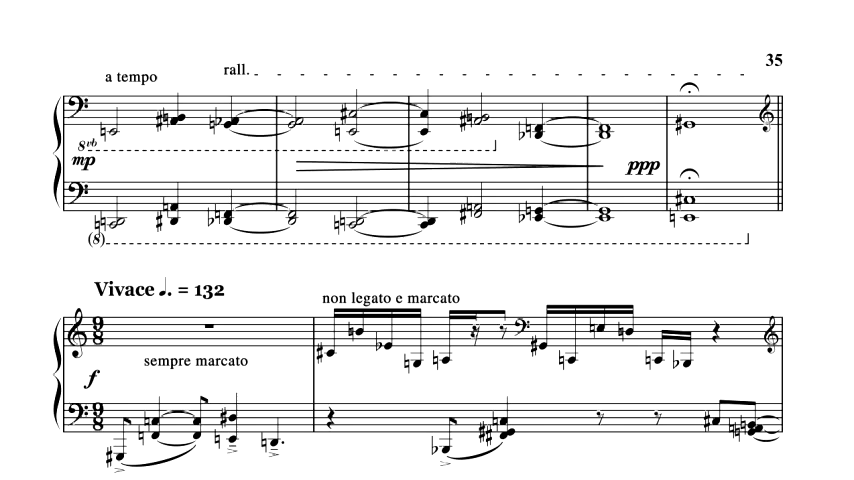 35
a tempo rall.
8vb
mp ppp
(8)
Vivace ♩. = 132
non legato e marcato
9 8
sempre marcato
f
9 8